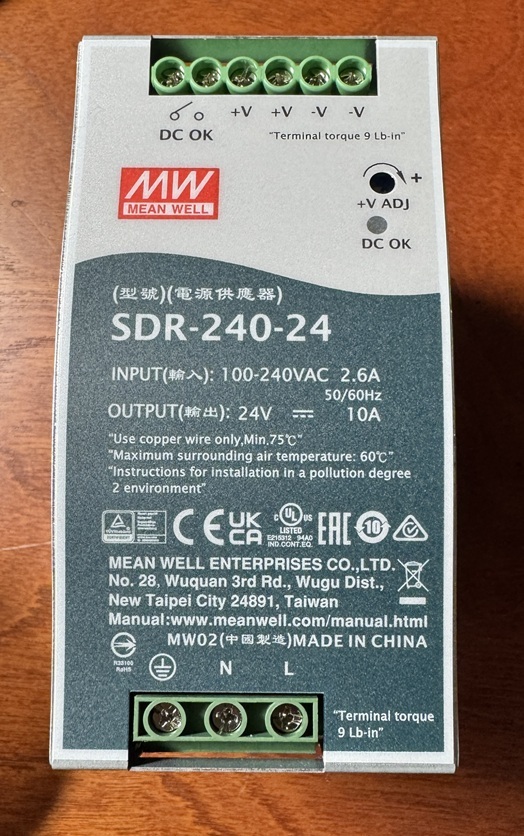 +V +V -V -V
DC OK
"Terminal torque 9 Lb-in"
MW
MEAN WELL
+
+V ADJ
DC OK
(型號)(電源供應器)
SDR-240-24
INPUT(輸入): 100-240VAC 2.6A
50/60Hz
OUTPUT(輸出): 24V ⎓ 10A
"Use copper wire only,Min.75℃"
"Maximum surrounding air temperature: 60℃"
"Instructions for installation in a pollution degree
2 environment"
CE
UK
CA
C UL US
LISTED
E215312 94A0
IND.CONT.EQ.
EAC
10
MEAN WELL ENTERPRISES CO.,LTD.
No. 28, Wuquan 3rd Rd., Wugu Dist.,
New Taipei City 24891, Taiwan
Manual:www.meanwell.com/manual.html
MW02(中國製造)MADE IN CHINA
RoHS
N L
"Terminal torque
9 Lb-in"